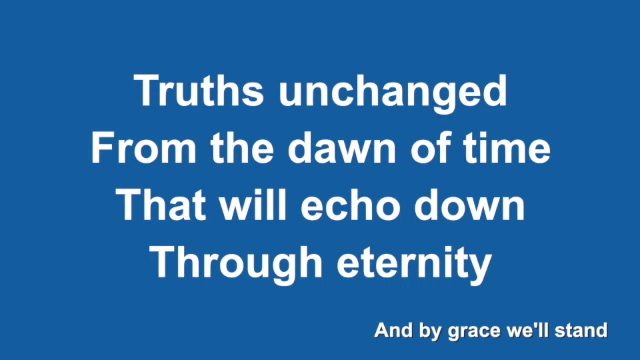 Truths unchanged
From the dawn of time
That will echo down
Through eternity
And by grace we'll stand